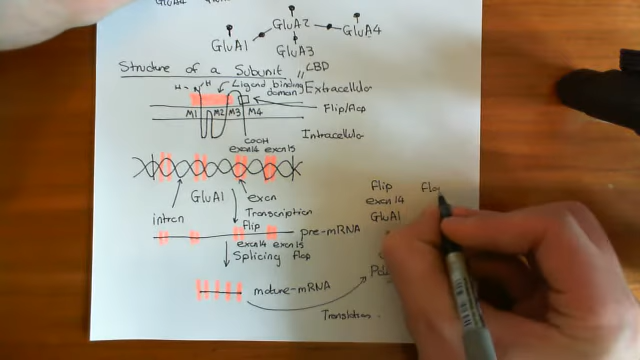 GluA2
GluA4
GluA1
GluA3
Structure of a Subunit
LBD
H
H
Ligand binding domain
Extracellular
M1 M2 M3 M4
Flip/flop
Intracellular
COOH
exon14 exon15
GluA1
exon
intron
Transcription
Flip
pre-mRNA
exon14 exon15
Splicing Flop
mature-mRNA
Translation
Flip
exon14
GluA1